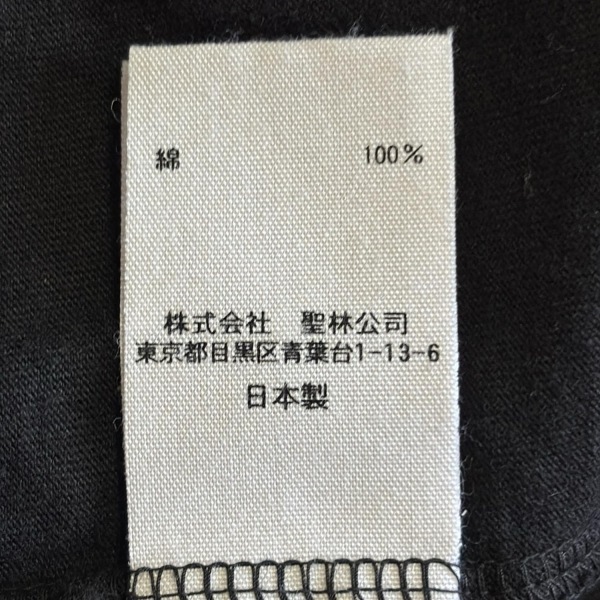 綿 100%
株式会社 聖林公司
東京都目黒区青葉台1-13-6
日本製